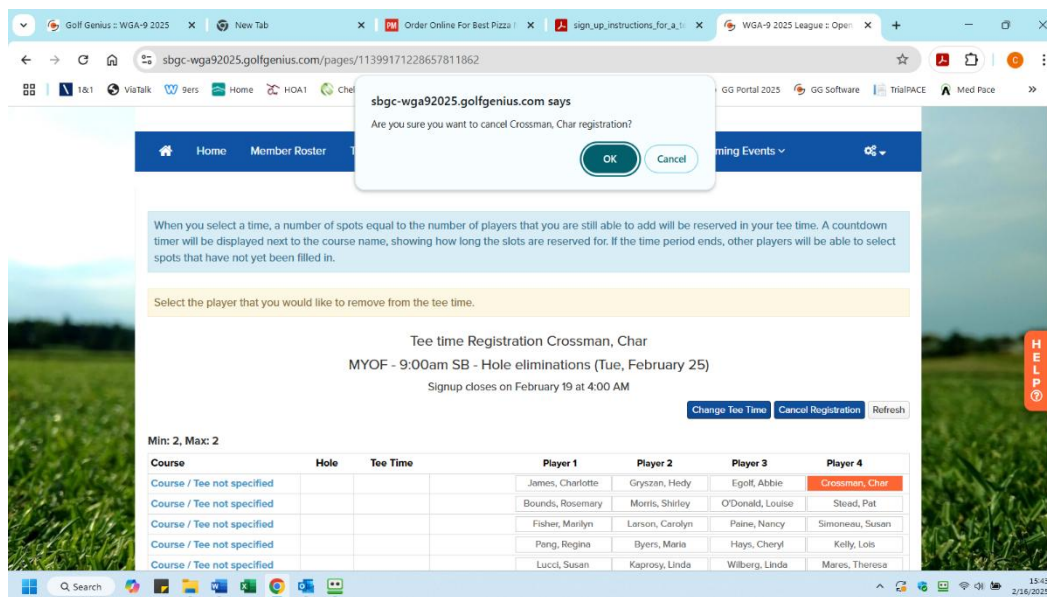 Golf Genius :: WGA-9 2025
New Tab
Order Online For Best Pizza
sign_up_instructions_for_a_t
WGA-9 2025 League :: Open
sbgc-wga92025.golfgenius.com/pages/11399171228657811862
1&1
ViaTalk
9ers
Home
HOA1
Che
GG Portal 2025
GG Software
TrialPACE
Med Pace
sbgc-wga92025.golfgenius.com says
Are you sure you want to cancel Crossman, Char registration?
OK
Cancel
Home
Member Roster
ming Events
When you select a time, a number of spots equal to the number of players that you are still able to add will be reserved in your tee time. A countdown
timer will be displayed next to the course name, showing how long the slots are reserved for. If the time period ends, other players will be able to select
spots that have not yet been filled in.
Select the player that you would like to remove from the tee time.
Tee time Registration Crossman, Char
MYOF - 9:00am SB - Hole eliminations (Tue, February 25)
Signup closes on February 19 at 4:00 AM
Change Tee Time Cancel Registration Refresh
HELP
Min: 2, Max: 2
Course Hole Tee Time Player 1 Player 2 Player 3 Player 4
Course / Tee not specified James, Charlotte Gryszan, Hedy Egolf, Abbie Crossman, Char
Course / Tee not specified Bounds, Rosemary Morris, Shirley O'Donald, Louise Stead, Pat
Course / Tee not specified Fisher, Marilyn Larson, Carolyn Paine, Nancy Simoneau, Susan
Course / Tee not specified Pang, Regina Byers, Maria Hays, Cheryl Kelly, Lois
Course / Tee not specified Lucci, Susan Kaprosy, Linda Wilberg, Linda Mares, Theresa
Search
15:43
2/16/2025